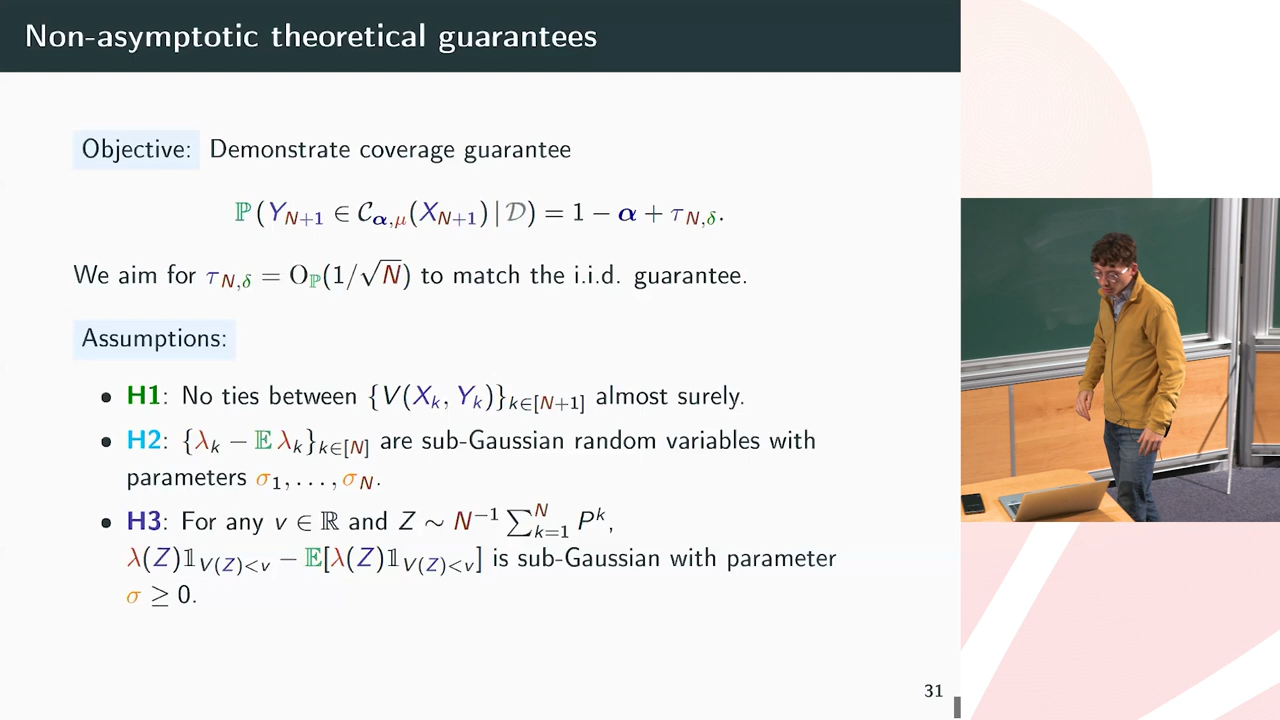 Non-asymptotic theoretical guarantees
Objective: Demonstrate coverage guarantee
ℙ(Y_{N+1} ∈ 𝒞_{α,μ}(X_{N+1}) | 𝒟) = 1 − α + τ_{N,δ}.
We aim for τ_{N,δ} = O_ℙ(1/√N) to match the i.i.d. guarantee.
Assumptions:
• H1: No ties between {V(X_k, Y_k)}_{k∈[N+1]} almost surely.
• H2: {λ_k − 𝔼 λ_k}_{k∈[N]} are sub-Gaussian random variables with
parameters σ_1, . . . , σ_N.
• H3: For any v ∈ ℝ and Z ∼ N^{−1} ∑_{k=1}^N P^k,
λ(Z)𝟙_{V(Z)<v} − 𝔼[λ(Z)𝟙_{V(Z)<v}] is sub-Gaussian with parameter
σ ≥ 0.
31